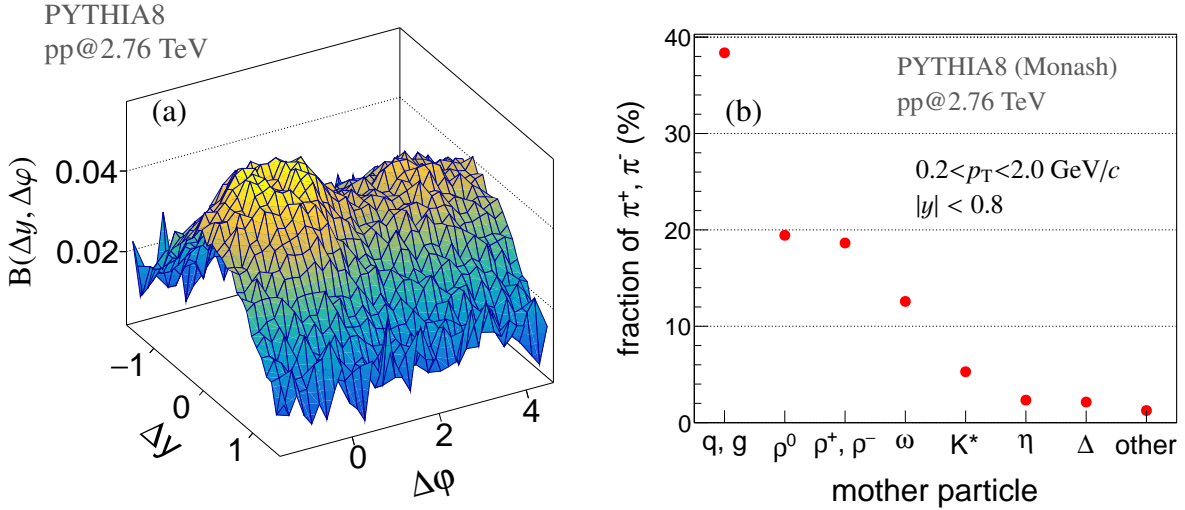 PYTHIA8
pp@2.76 TeV
(a)
B(Δy, Δφ)
0.04
0.02
−1
0
1
Δy
0
2
4
Δφ
40
30
20
10
0
fraction of π⁺, π⁻ (%)
(b)
PYTHIA8 (Monash)
pp@2.76 TeV
0.2<p_T<2.0 GeV/c
|y| < 0.8
q, g
ρ⁰
ρ⁺, ρ⁻
ω
K*
η
Δ
other
mother particle